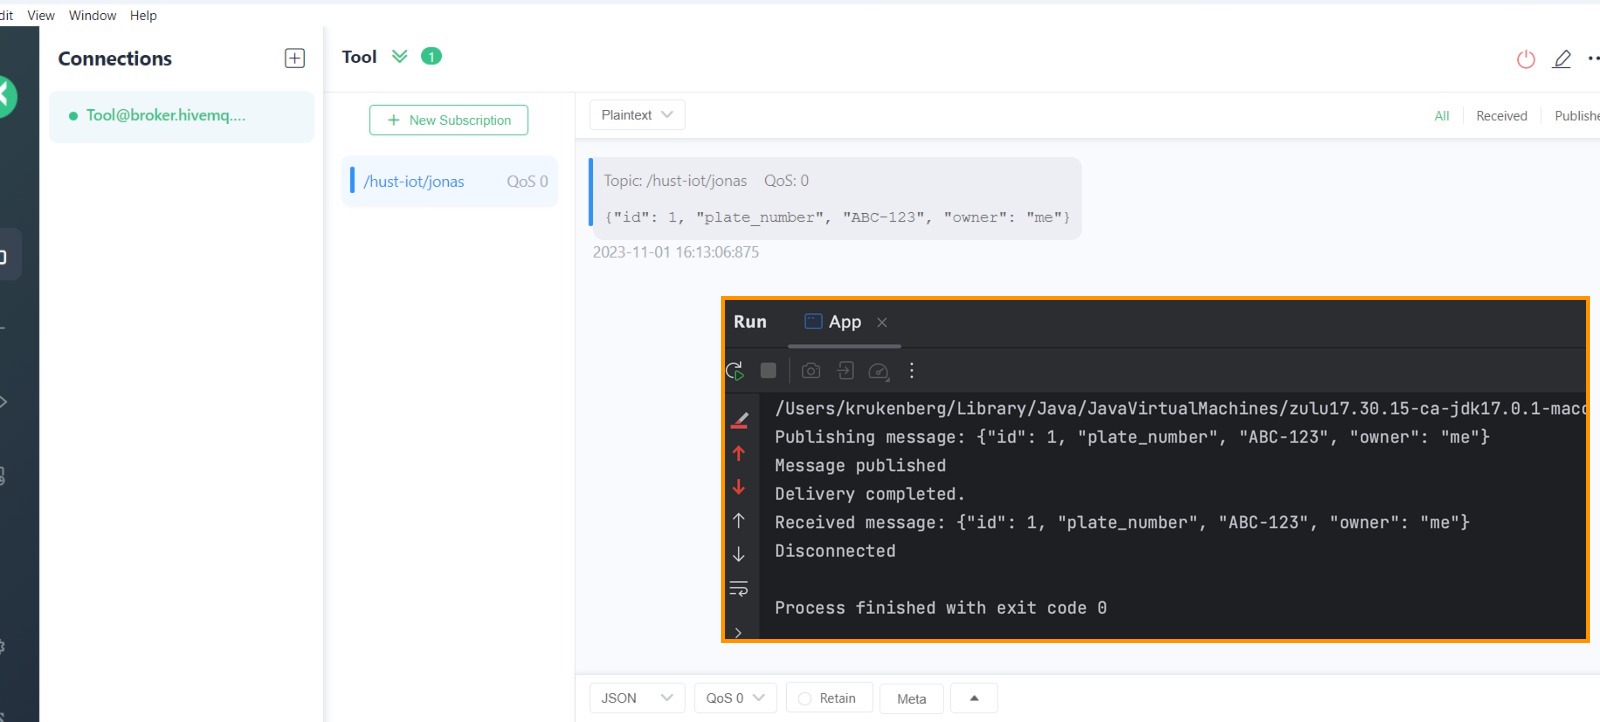 View Window Help
Connections
Tool 1
Tool@broker.hivemq....
New Subscription
Plaintext
All Received
/hust-iot/jonas QoS 0
Topic: /hust-iot/jonas QoS: 0
{"id": 1, "plate_number", "ABC-123", "owner": "me"}
2023-11-01 16:13:06:875
Run App
/Users/krukenberg/Library/Java/JavaVirtualMachines/zulu17.30.15-ca-jdk17.0.1-mac
Publishing message: {"id": 1, "plate_number", "ABC-123", "owner": "me"}
Message published
Delivery completed.
Received message: {"id": 1, "plate_number", "ABC-123", "owner": "me"}
Disconnected
Process finished with exit code 0
JSON QoS 0 Retain Meta